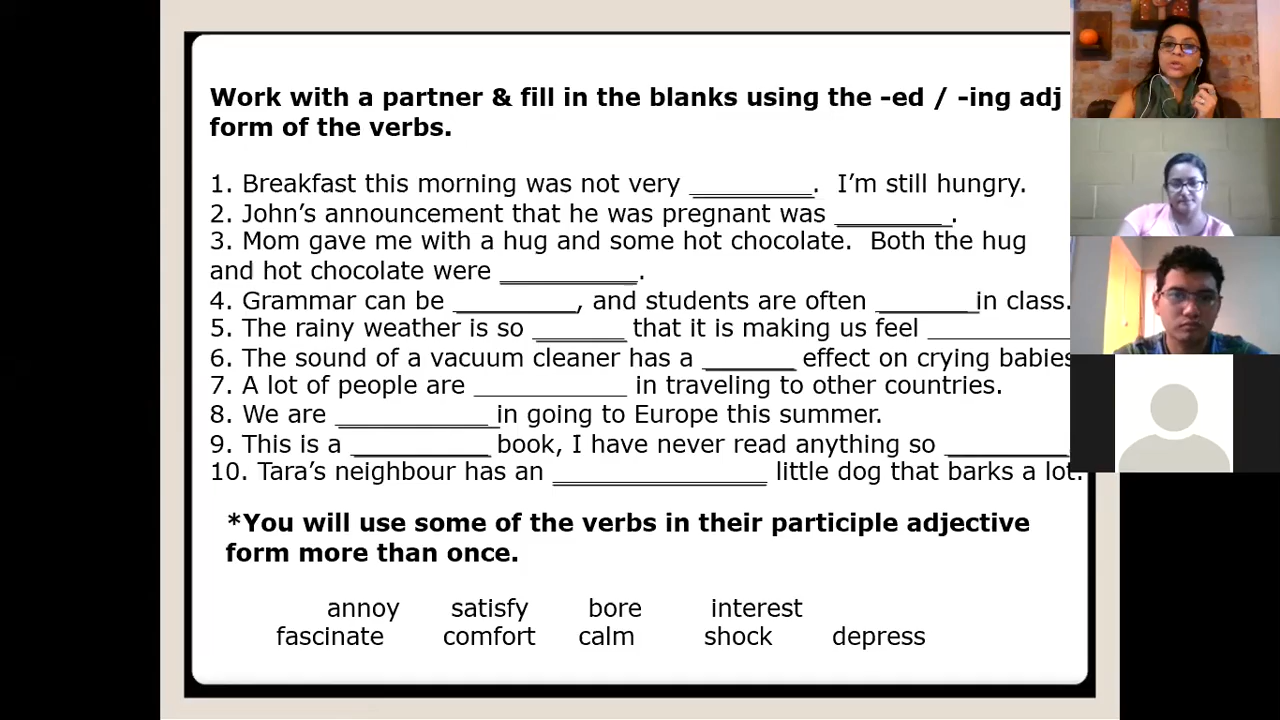 Work with a partner & fill in the blanks using the -ed / -ing adj
form of the verbs.
1. Breakfast this morning was not very _________. I'm still hungry.
2. John's announcement that he was pregnant was ________ .
3. Mom gave me with a hug and some hot chocolate. Both the hug
and hot chocolate were __________.
4. Grammar can be _________, and students are often _______ in class.
5. The rainy weather is so _______ that it is making us feel ___________
6. The sound of a vacuum cleaner has a _______ effect on crying babies
7. A lot of people are ___________ in traveling to other countries.
8. We are ____________ in going to Europe this summer.
9. This is a __________ book, I have never read anything so _________
10. Tara's neighbour has an ________________ little dog that barks a lot.
*You will use some of the verbs in their participle adjective
form more than once.
annoy satisfy bore interest
fascinate comfort calm shock depress